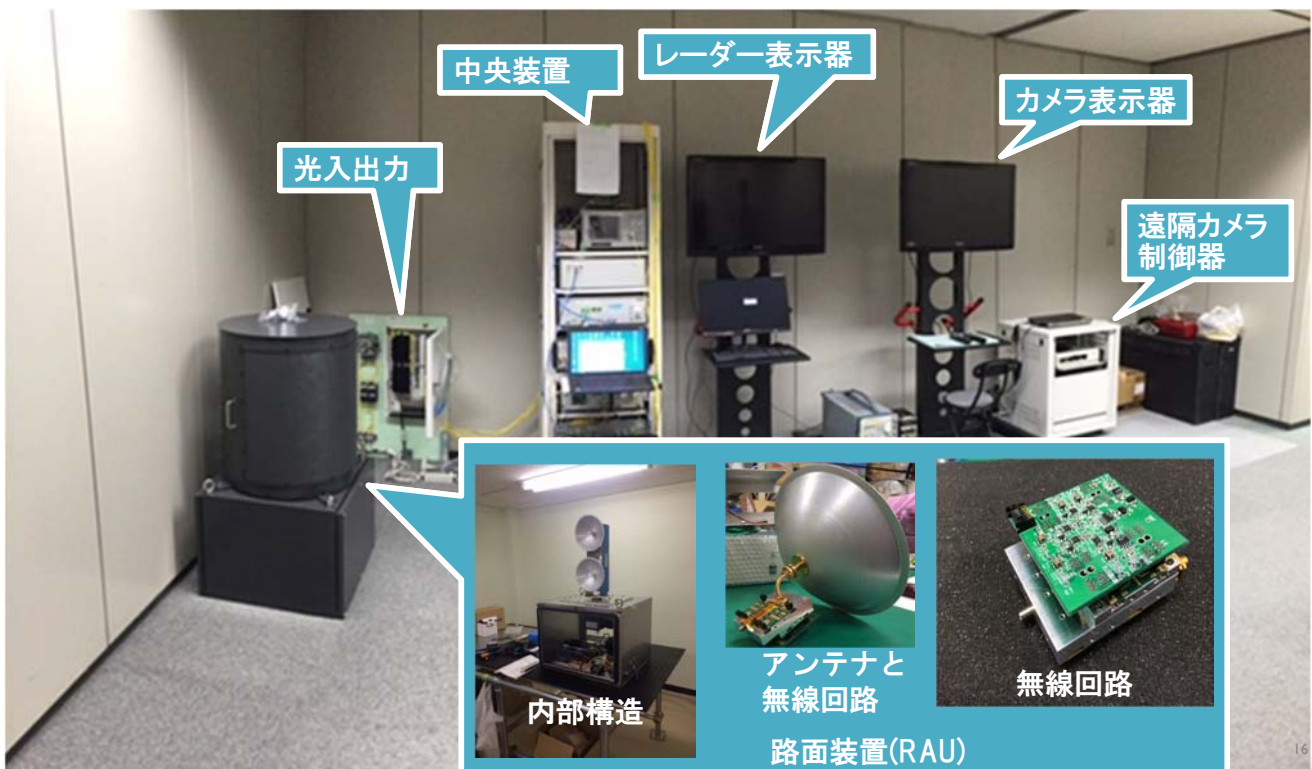 中央装置
レーダー表示器
カメラ表示器
光入出力
遠隔カメラ
制御器
内部構造
アンテナと
無線回路
無線回路
路面装置(RAU)
16